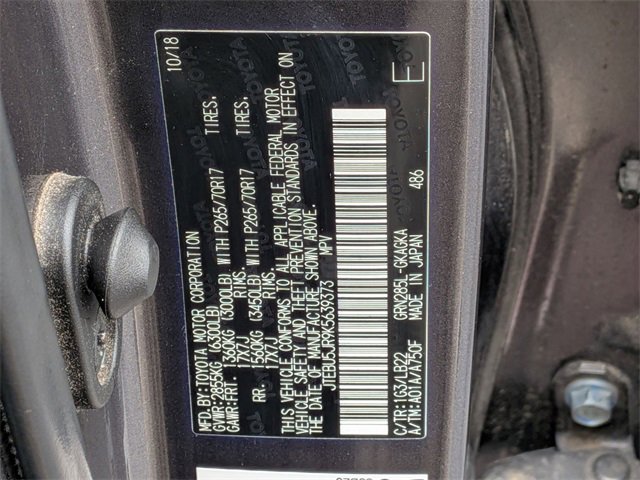 MFD.BY:TOYOTA MOTOR CORPORATION 10/18
GVWR:2855KG (6300LB)
GAWR:FRT. 1360KG (3000LB) WITH P265/70R17 TIRES.
17X7J RIMS.
RR. 1560KG (3450LB) WITH P265/70R17 TIRES.
17X7J RIMS.
THIS VEHICLE CONFORMS TO ALL APPLICABLE FEDERAL MOTOR
VEHICLE SAFETY AND THEFT PREVENTION STANDARDS IN EFFECT ON
THE DATE OF MANUFACTURE SHOWN ABOVE.
MPV
C/TR:1G3/LB22 GRN285L-GKAGKA 486
A/TM:A01A/A750F MADE IN JAPAN
E
TOYOTA